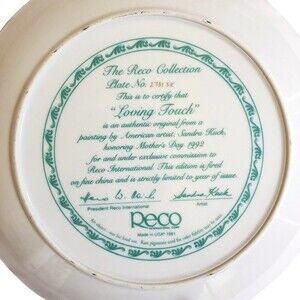 The Reco Collection
Plate No.
This is to certify that
"Loving Touch"
is an authentic original from a
painting by American artist, Sandra Kuck,
honoring Mother's Day 1992
for and under exclusive commission to
Reco International. This edition is fired
on fine china and is strictly limited to year of issue.
President Reco International
Sandra Kuck
Artist
Reco
Made in USA 1991